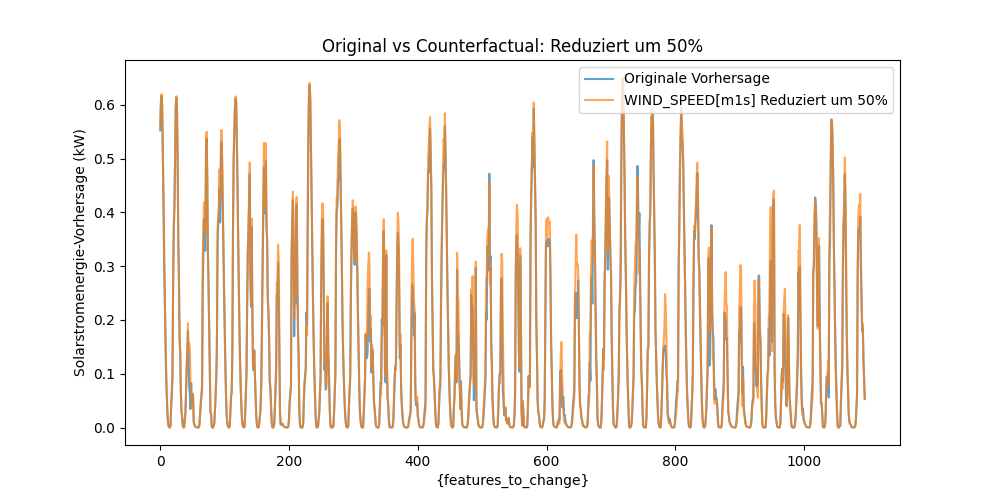 Original vs Counterfactual: Reduziert um 50%
Originale Vorhersage
WIND_SPEED[m1s] Reduziert um 50%
Solarstromenergie-Vorhersage (kW)
0.6
0.5
0.4
0.3
0.2
0.1
0.0
0
200
400
600
800
1000
{features_to_change}